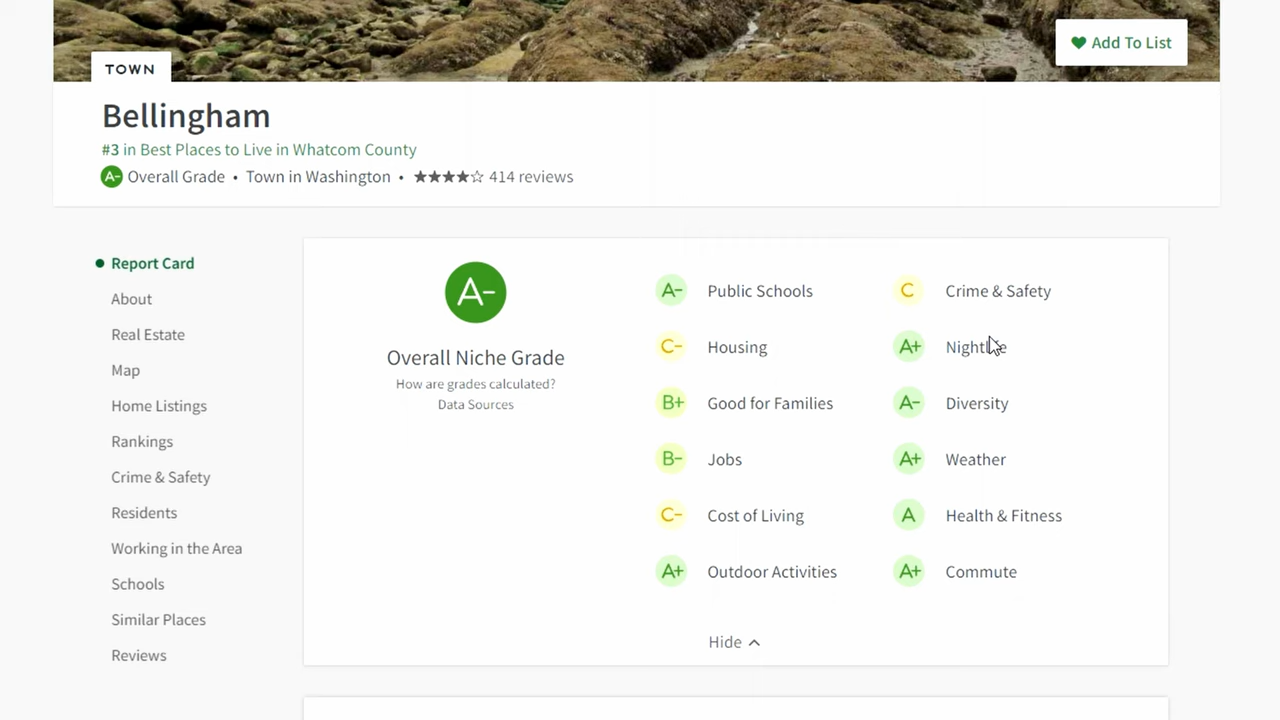 Add To List
TOWN
Bellingham
#3 in Best Places to Live in Whatcom County
A- Overall Grade • Town in Washington • ★★★★☆ 414 reviews
Report Card
About
Real Estate
Map
Home Listings
Rankings
Crime & Safety
Residents
Working in the Area
Schools
Similar Places
Reviews
A-
Overall Niche Grade
How are grades calculated?
Data Sources
A- Public Schools
C- Housing
B+ Good for Families
B- Jobs
C- Cost of Living
A+ Outdoor Activities
C Crime & Safety
A+ Nightlife
A- Diversity
A+ Weather
A Health & Fitness
A+ Commute
Hide